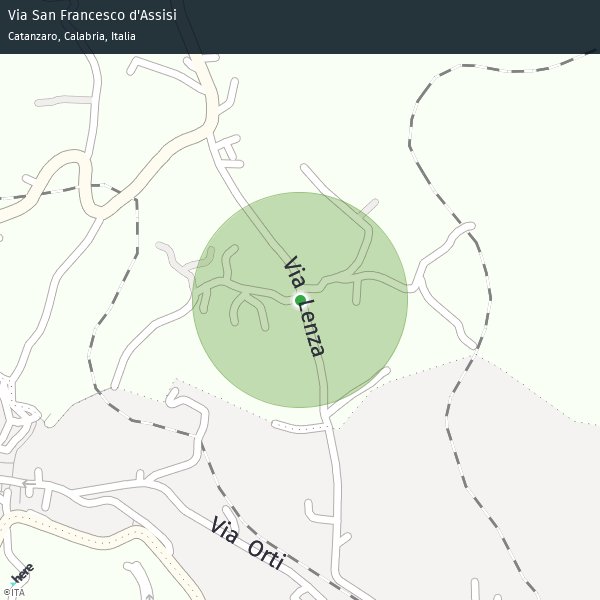 Via San Francesco d'Assisi
Catanzaro, Calabria, Italia
Via Lenza
Via Orti
here
©ITA